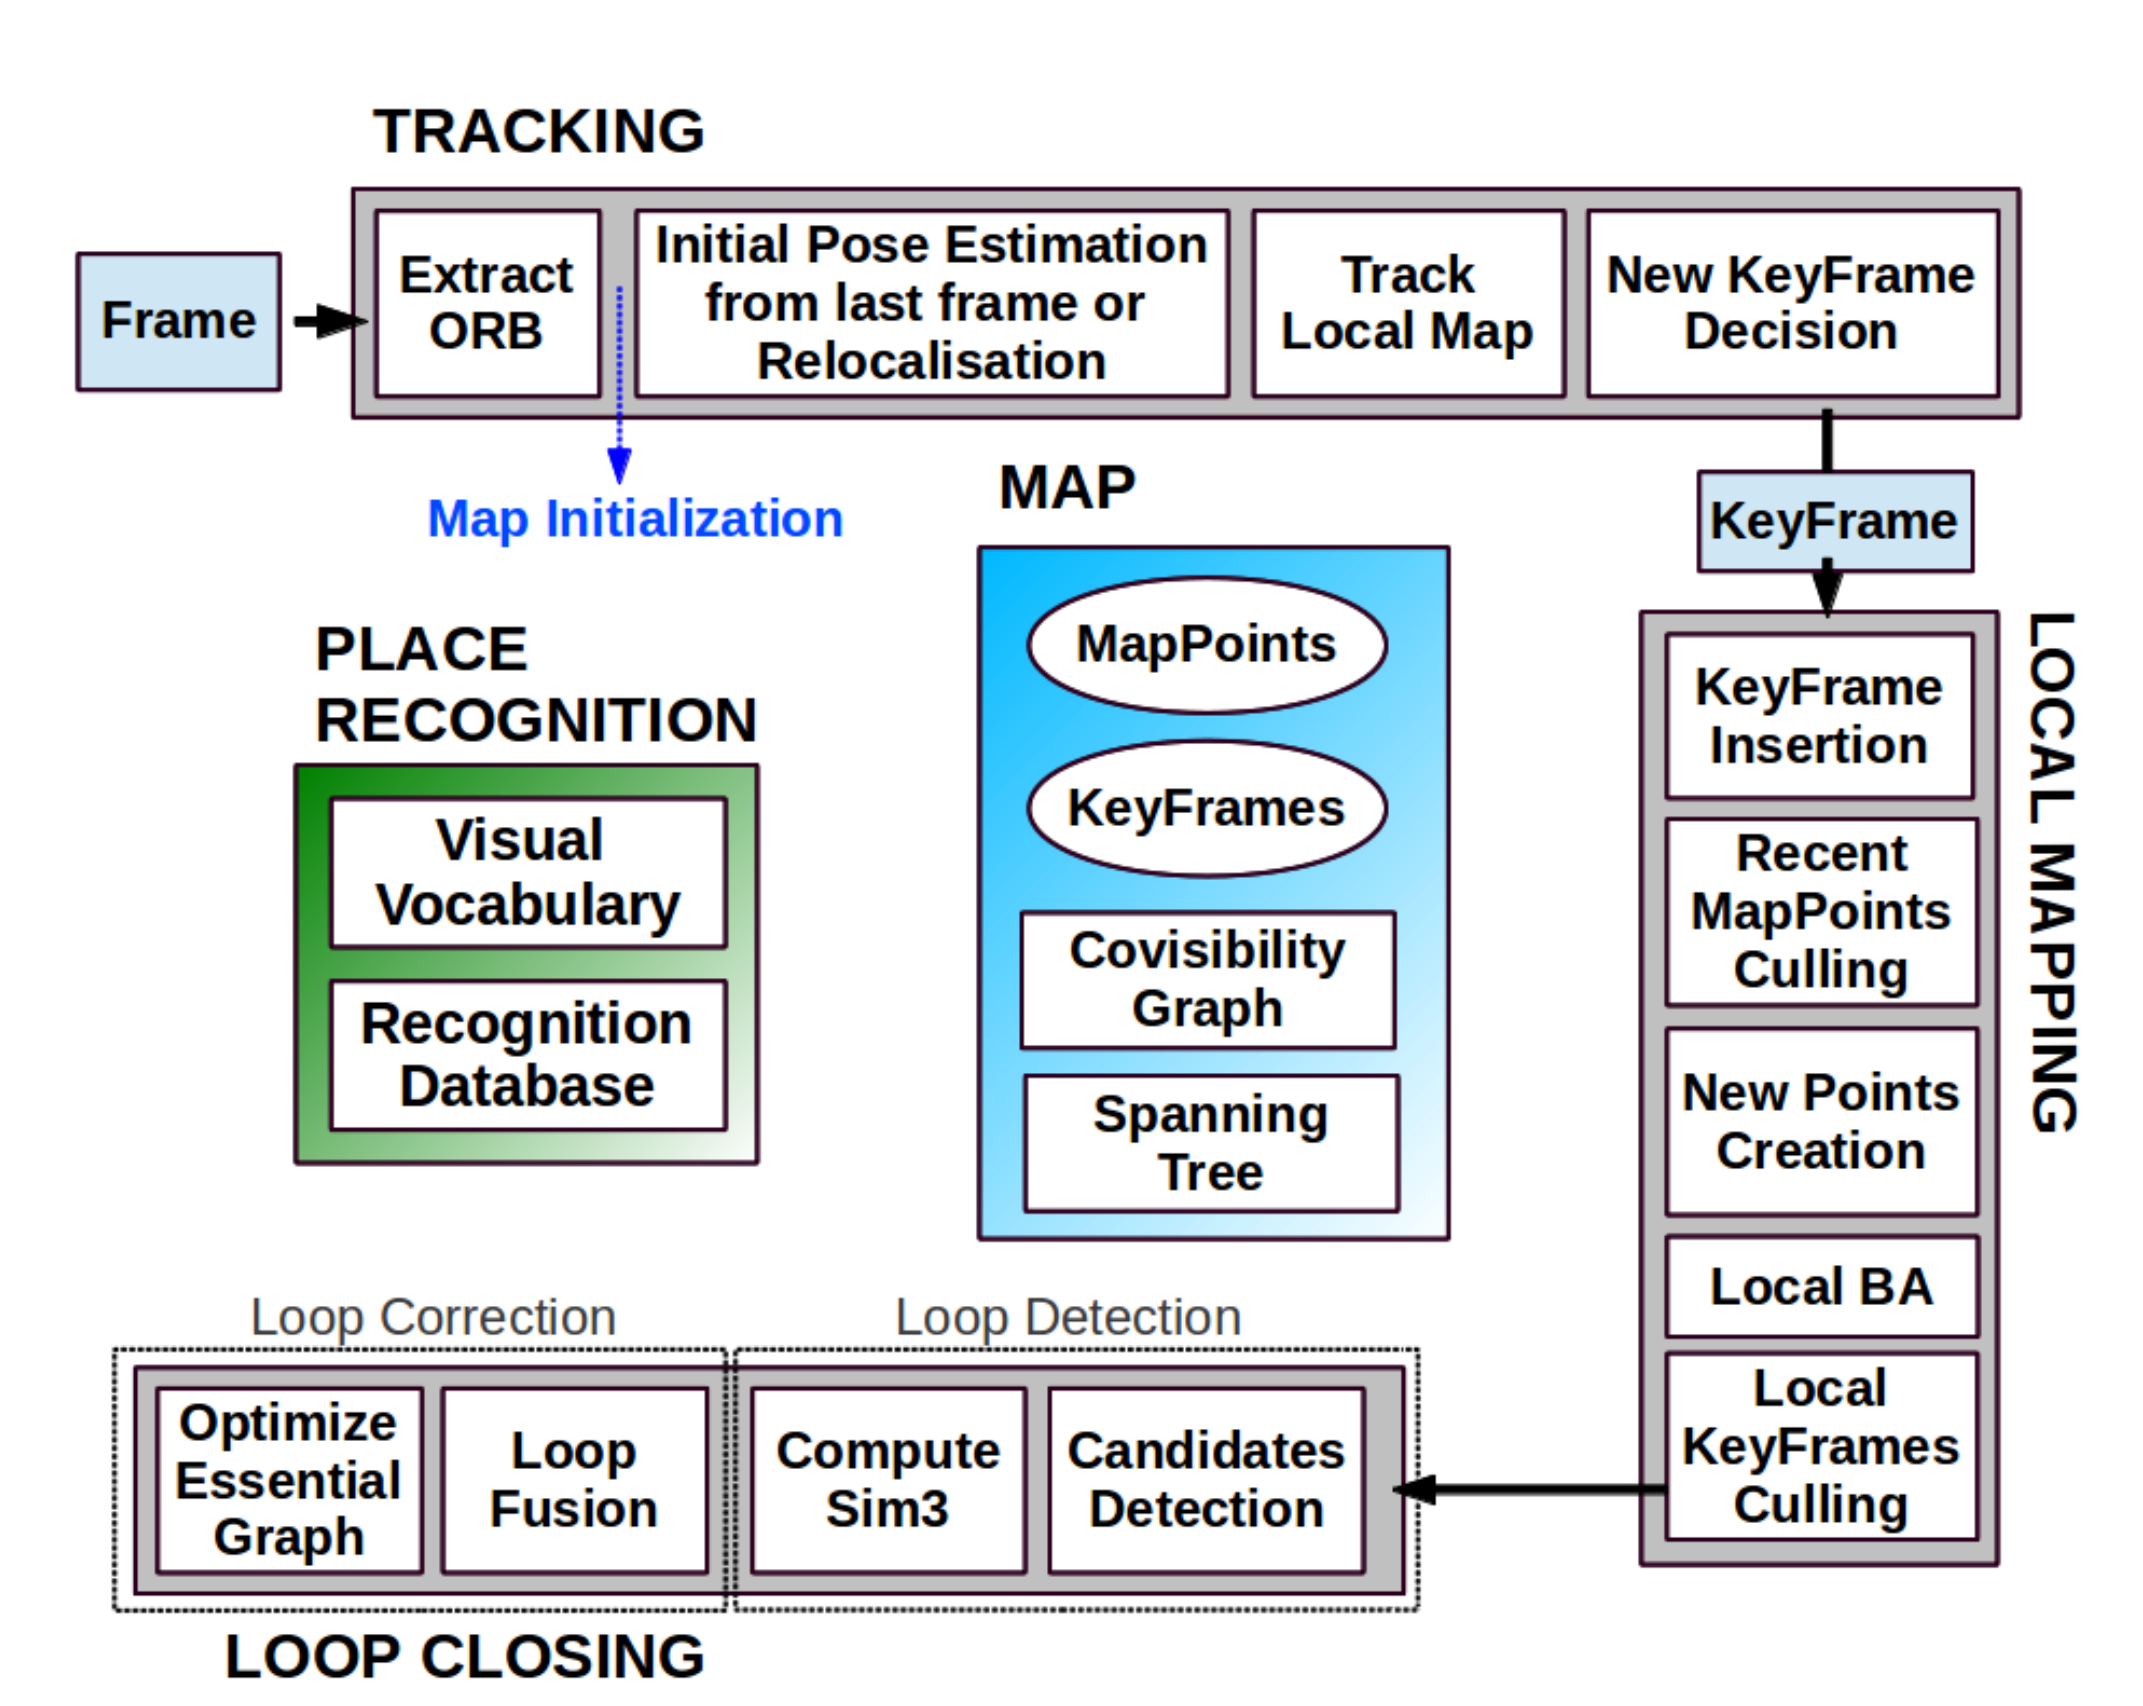 TRACKING
Frame
Extract
ORB
Initial Pose Estimation
from last frame or
Relocalisation
Track
Local Map
New KeyFrame
Decision
Map Initialization
MAP
KeyFrame
PLACE
RECOGNITION
Visual
Vocabulary
Recognition
Database
MapPoints
KeyFrames
Covisibility
Graph
Spanning
Tree
LOCAL MAPPING
KeyFrame
Insertion
Recent
MapPoints
Culling
New Points
Creation
Local BA
Local
KeyFrames
Culling
Loop Correction
Loop Detection
Optimize
Essential
Graph
Loop
Fusion
Compute
Sim3
Candidates
Detection
LOOP CLOSING